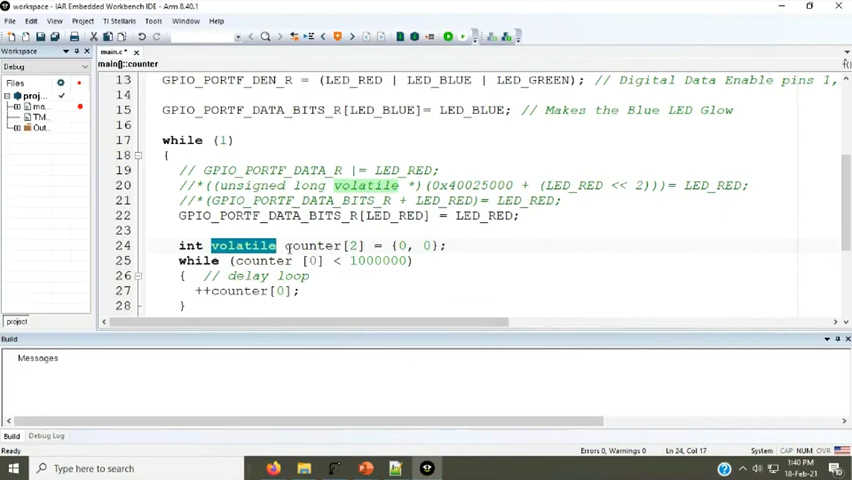 workspace - IAR Embedded Workbench IDE - Arm 8.40.1
File Edit View Project TI Stellaris Tools Window Help
Workspace
main.c *
Debug
main()::counter
Files
proj...
ma...
TM...
Out...
13 GPIO_PORTF_DEN_R = (LED_RED | LED_BLUE | LED_GREEN); // Digital Data Enable pins 1,
14
15 GPIO_PORTF_DATA_BITS_R[LED_BLUE]= LED_BLUE; // Makes the Blue LED Glow
16
17 while (1)
18 {
19 // GPIO_PORTF_DATA_R |= LED_RED;
20 //*((unsigned long volatile *)(0x40025000 + (LED_RED << 2)))= LED_RED;
21 //*(GPIO_PORTF_DATA_BITS_R + LED_RED)= LED_RED;
22 GPIO_PORTF_DATA_BITS_R[LED_RED] = LED_RED;
23
24 int volatile counter[2] = {0, 0};
25 while (counter [0] < 1000000)
26 { // delay loop
27 ++counter[0];
28 }
project
Build
Messages
Build Debug Log
Ready Errors 0, Warnings 0 Ln 24, Col 17 System CAP NUM OVR
Type here to search
1:40 PM
18-Feb-21